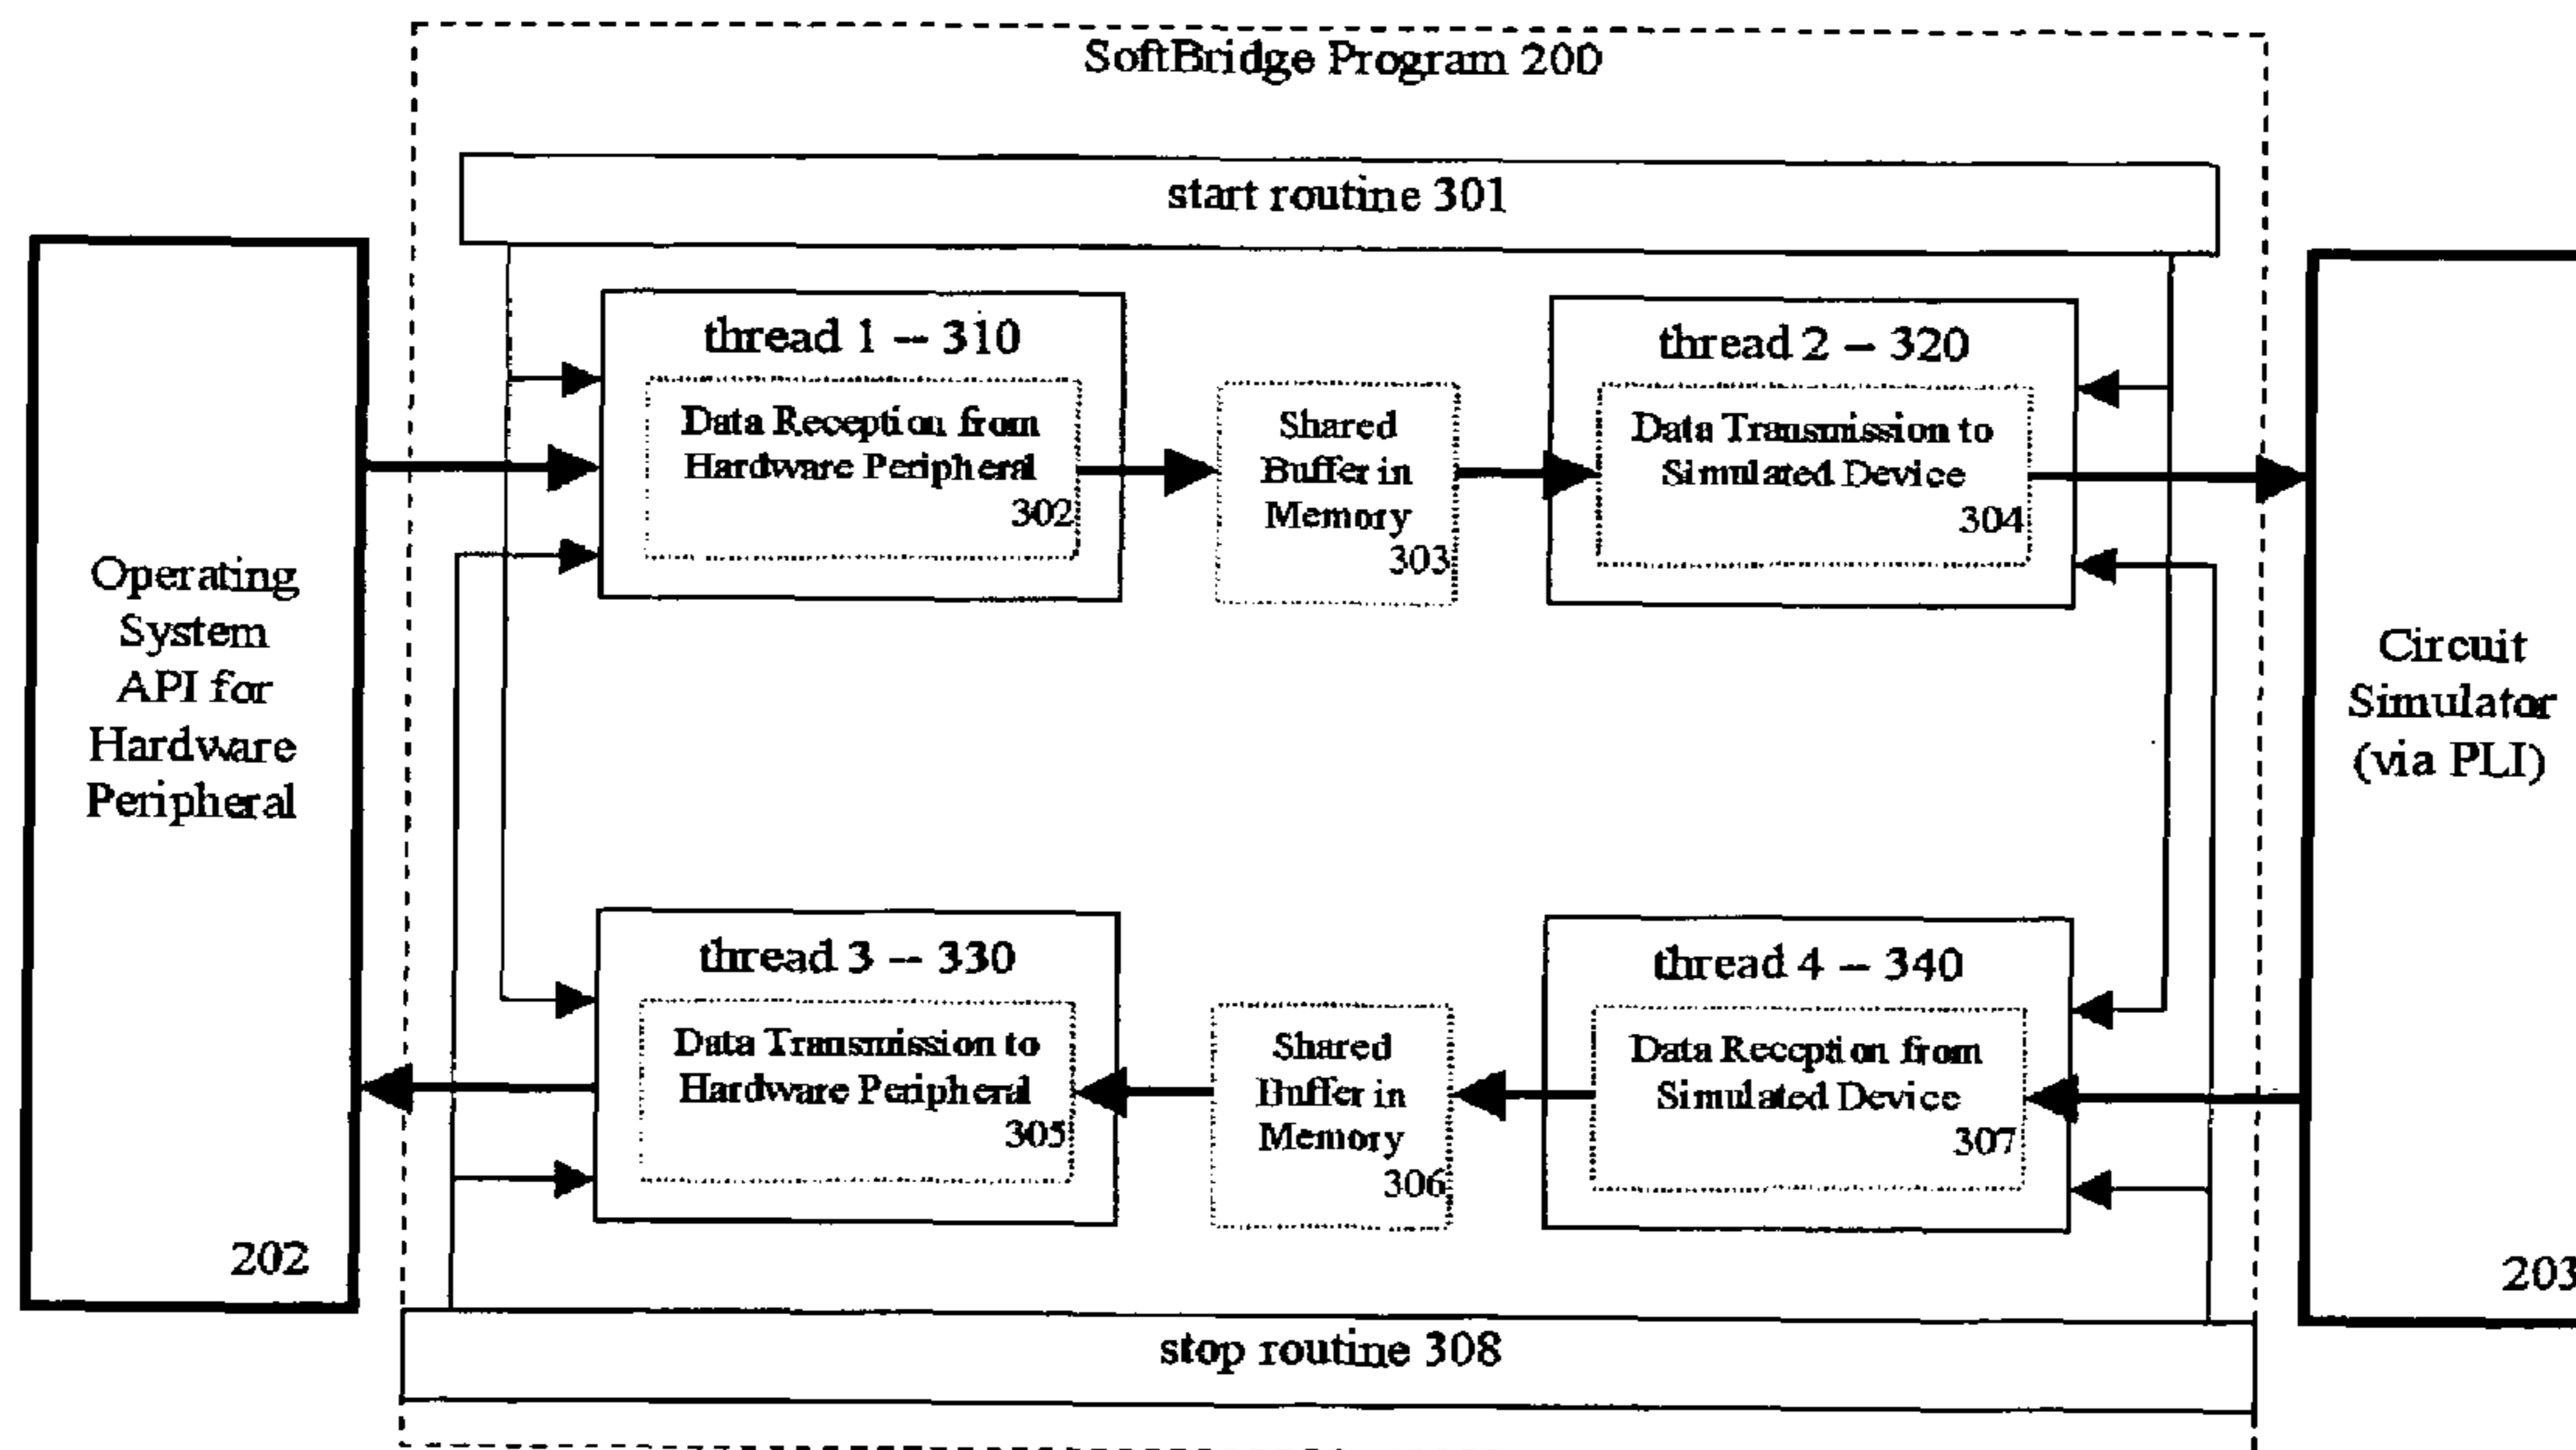 SoftBridge Program 200
start routine 301
Operating
System
API for
Hardware
Peripheral
202
thread 1 -- 310
Data Reception from
Hardware Peripheral
302
Shared
Buffer in
Memory
303
thread 2 – 320
Data Transmission to
Simulated Device
304
Circuit
Simulator
(via PLI)
203
thread 3 -- 330
Data Transmission to
Hardware Peripheral
305
Shared
Buffer in
Memory
306
thread 4 – 340
Data Reception from
Simulated Device
307
stop routine 308